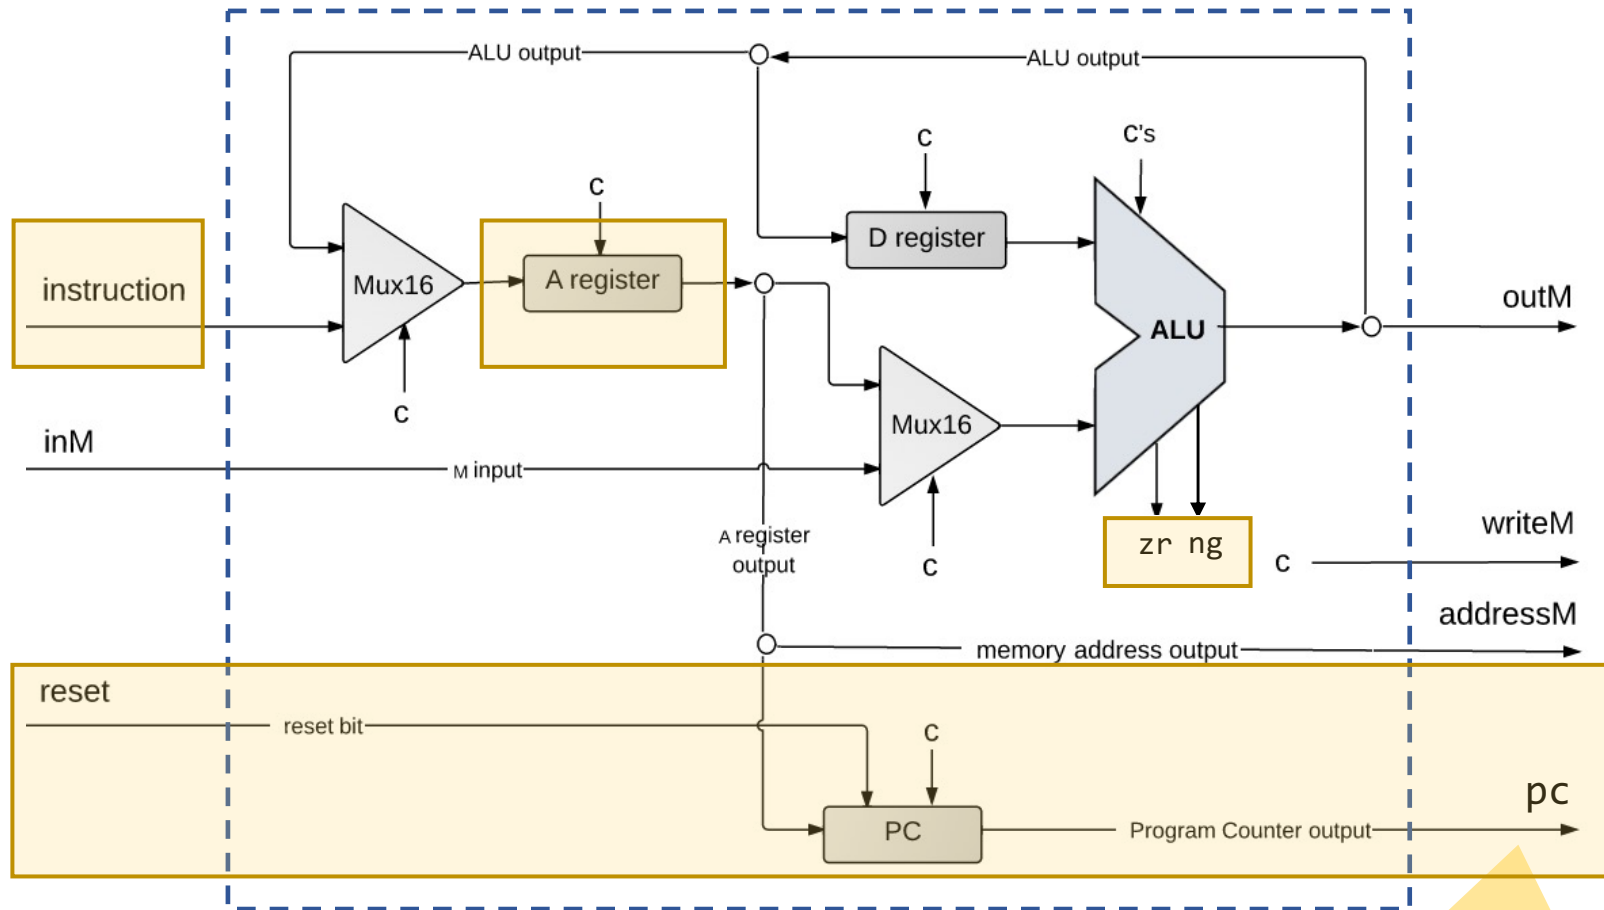 ALU output
ALU output
c
c's
c
instruction
Mux16
A register
D register
ALU
outM
c
inM
M input
Mux16
A register
output
c
zr ng
c
writeM
addressM
memory address output
reset
reset bit
c
pc
PC
Program Counter output